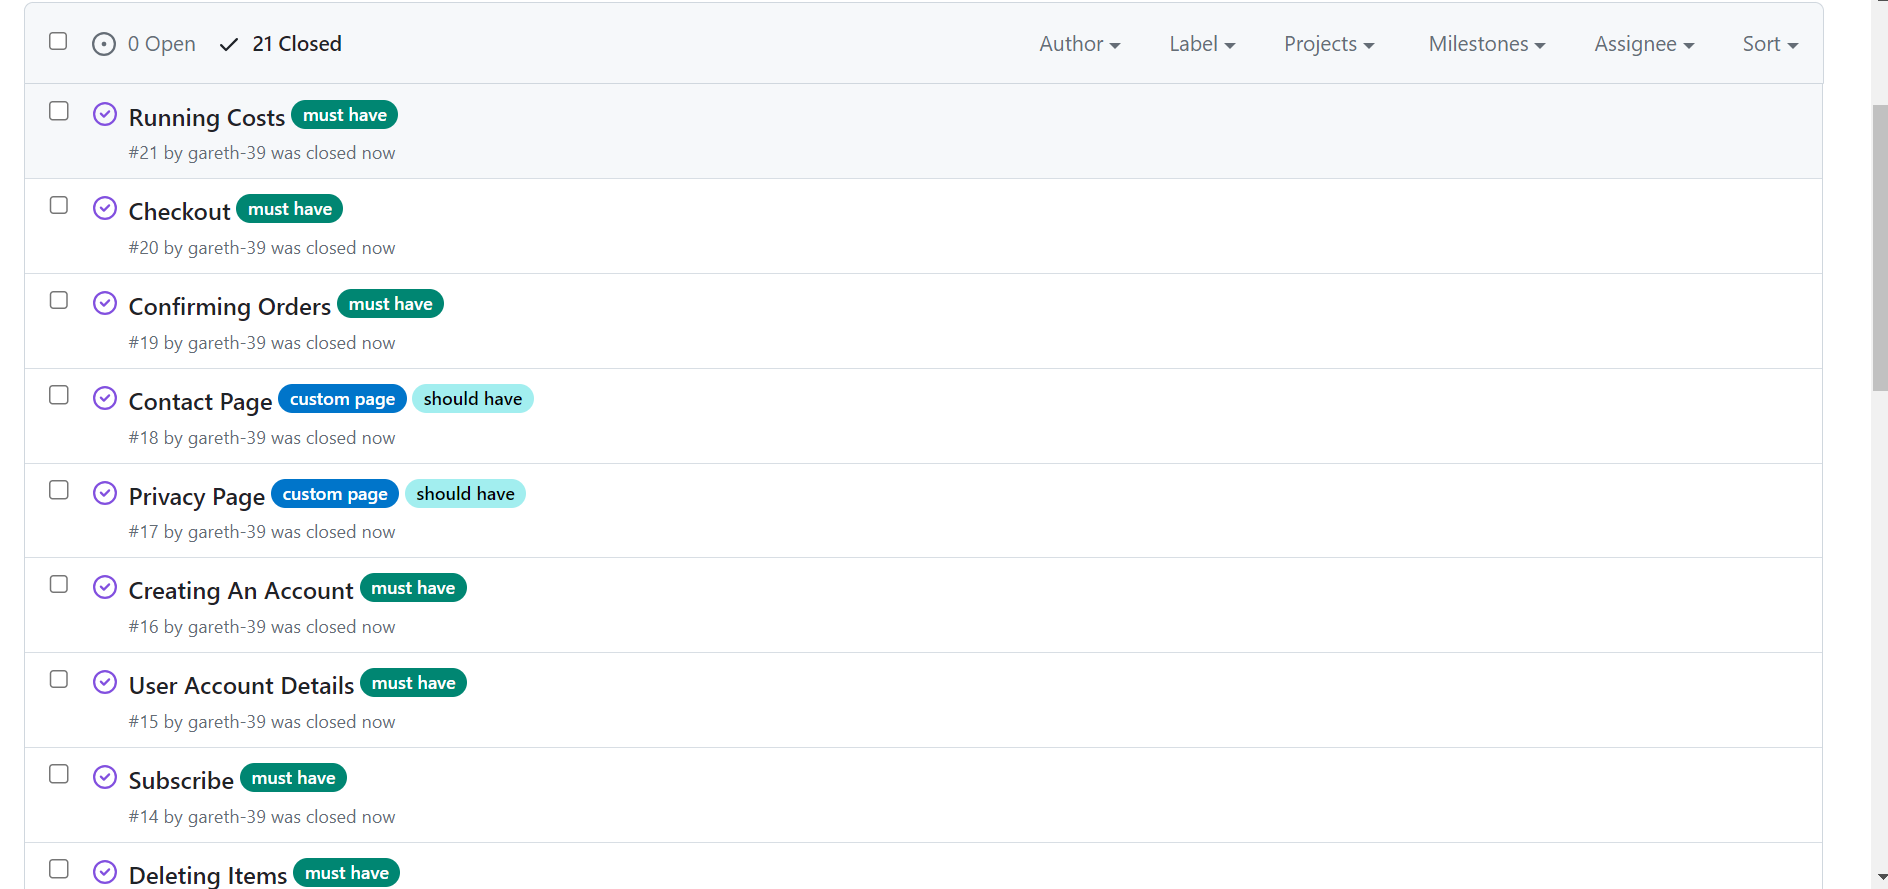 0 Open 21 Closed Author Label Projects Milestones Assignee Sort
Running Costs must have
#21 by gareth-39 was closed now
Checkout must have
#20 by gareth-39 was closed now
Confirming Orders must have
#19 by gareth-39 was closed now
Contact Page custom page should have
#18 by gareth-39 was closed now
Privacy Page custom page should have
#17 by gareth-39 was closed now
Creating An Account must have
#16 by gareth-39 was closed now
User Account Details must have
#15 by gareth-39 was closed now
Subscribe must have
#14 by gareth-39 was closed now
Deleting Items must have